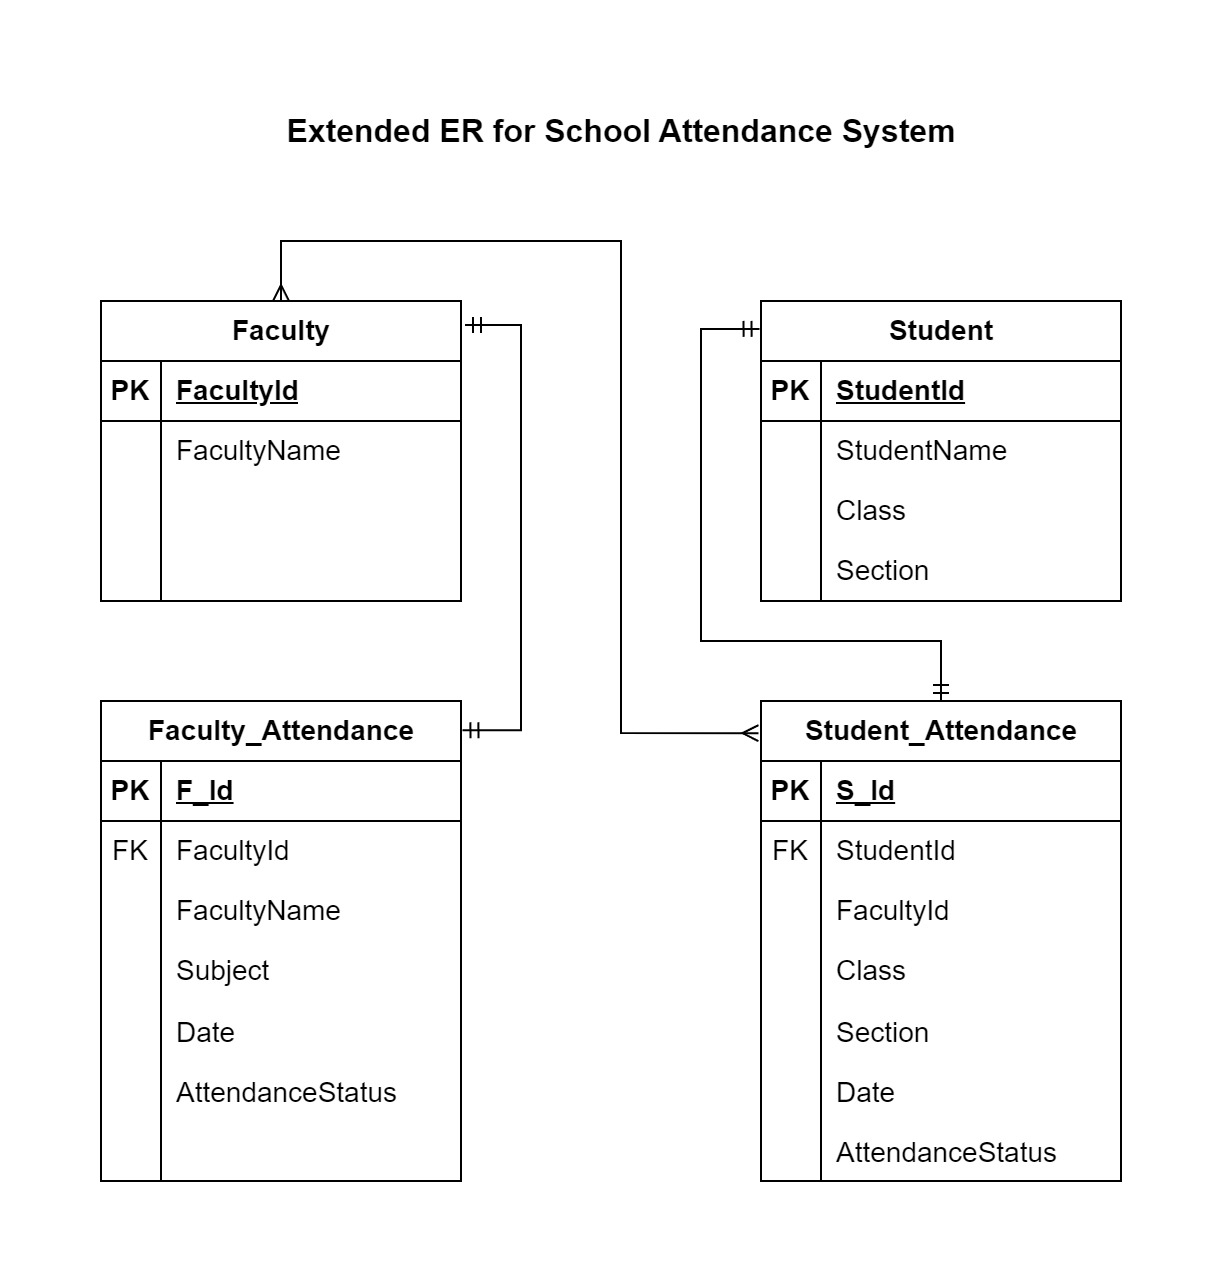 Extended ER for School Attendance System
Faculty
PK FacultyId
FacultyName
Student
PK StudentId
StudentName
Class
Section
Faculty_Attendance
PK F_Id
FK FacultyId
FacultyName
Subject
Date
AttendanceStatus
Student_Attendance
PK S_Id
FK StudentId
FacultyId
Class
Section
Date
AttendanceStatus